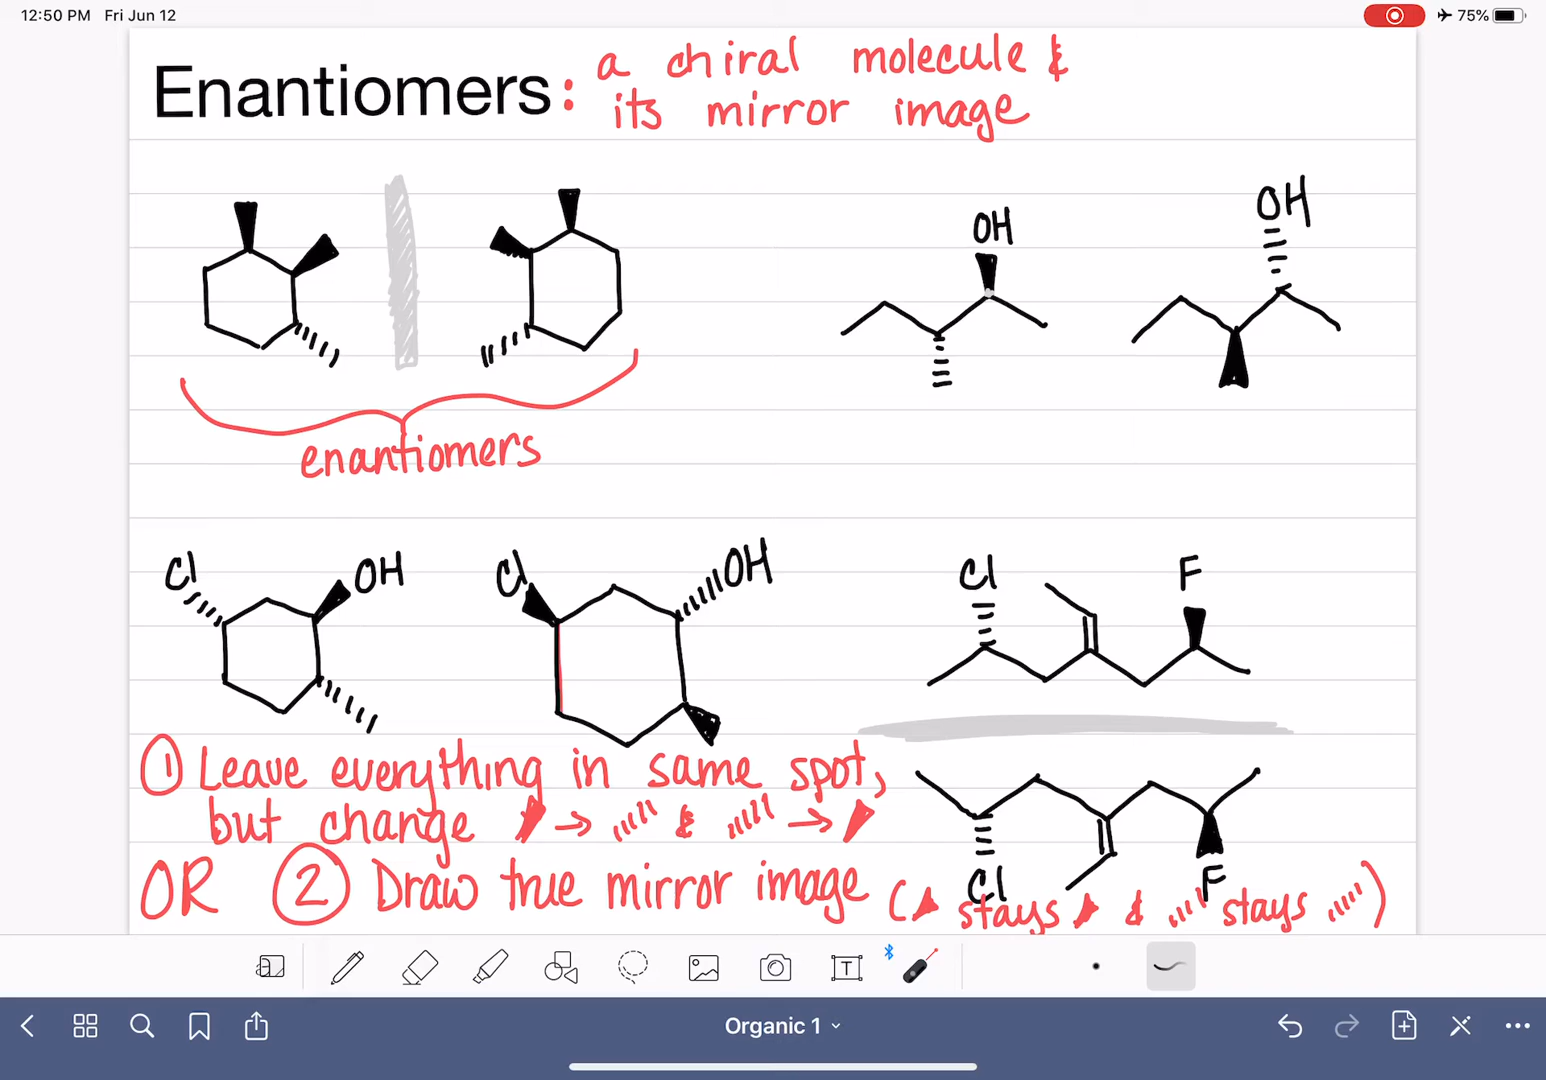 12:50 PM Fri Jun 12
75%
Enantiomers: a chiral molecule &
its mirror image
OH
OH
enantiomers
Cl
OH
Cl
OH
Cl
F
① Leave everything in same spot,
but change → & →
OR ② Draw true mirror image
Cl
F
( stays & stays )
T
Organic 1